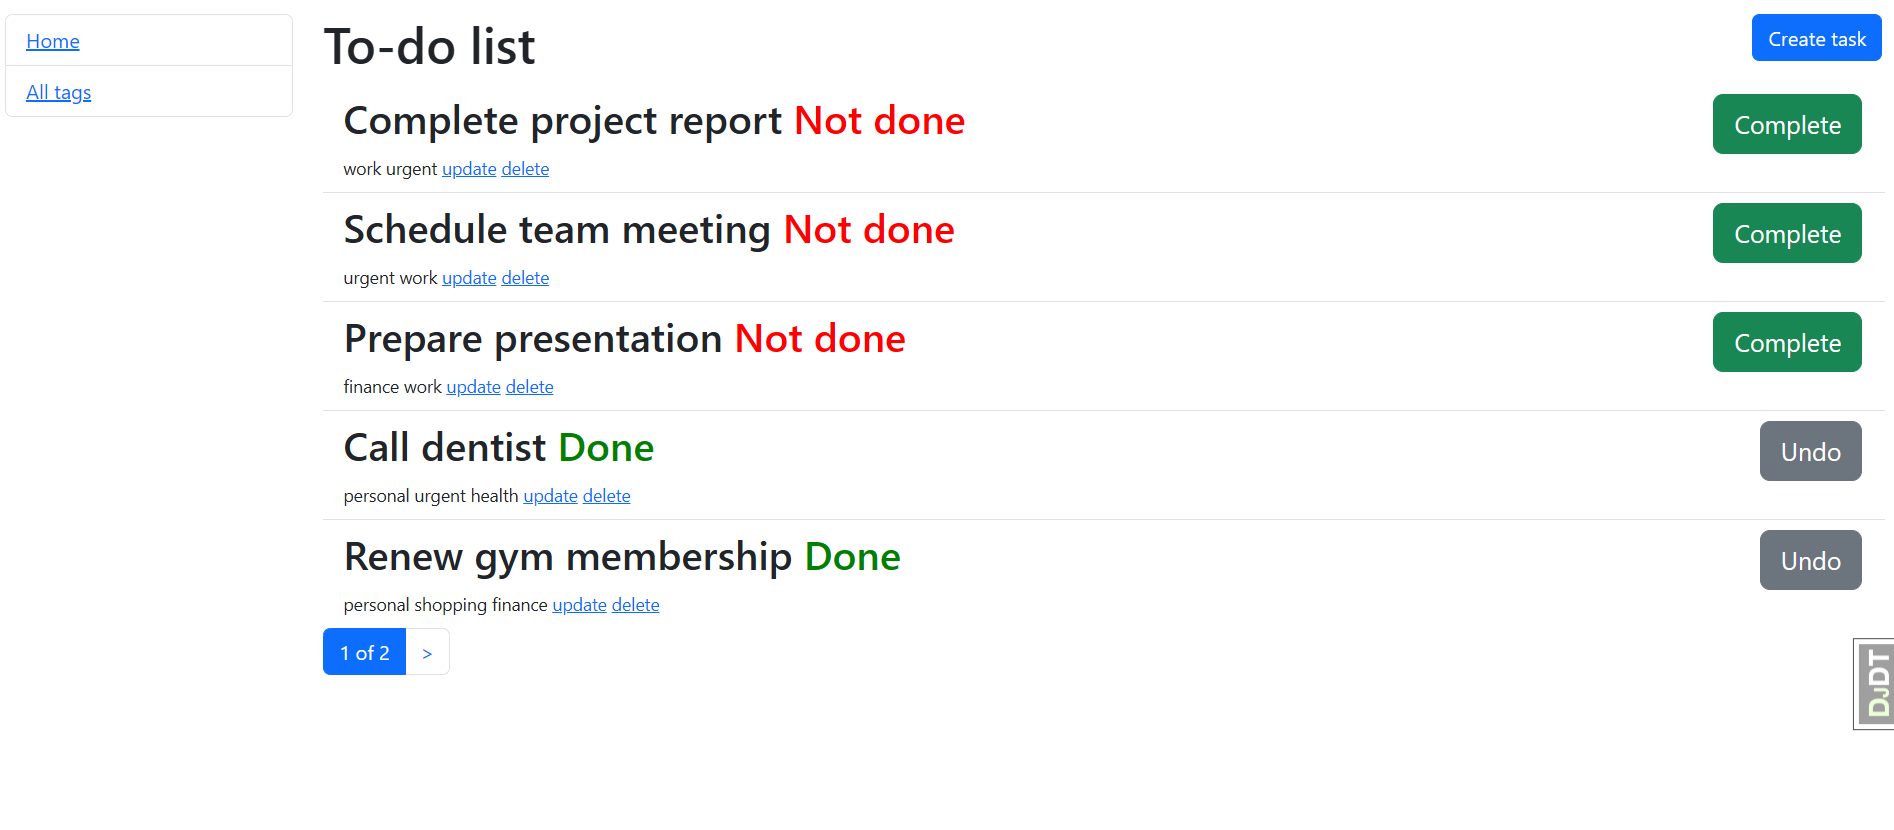 Home
All tags
To-do list
Create task
Complete project report Not done
Complete
work urgent update delete
Schedule team meeting Not done
Complete
urgent work update delete
Prepare presentation Not done
Complete
finance work update delete
Call dentist Done
Undo
personal urgent health update delete
Renew gym membership Done
Undo
personal shopping finance update delete
1 of 2 >
DJDT